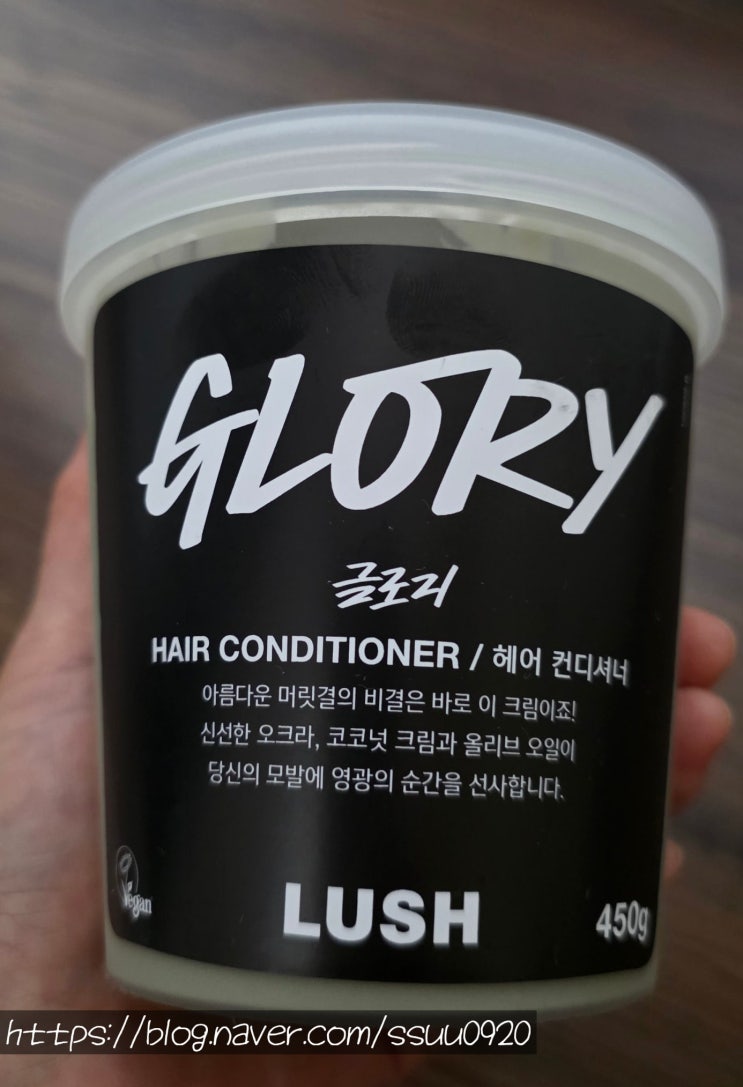 GLORY
글로리
HAIR CONDITIONER / 헤어 컨디셔너
아름다운 머릿결의 비결은 바로 이 크림이죠!
신선한 오크라, 코코넛 크림과 올리브 오일이
당신의 모발에 영광의 순간을 선사합니다.
Vegan
LUSH
450g
https://blog.naver.com/ssuu0920